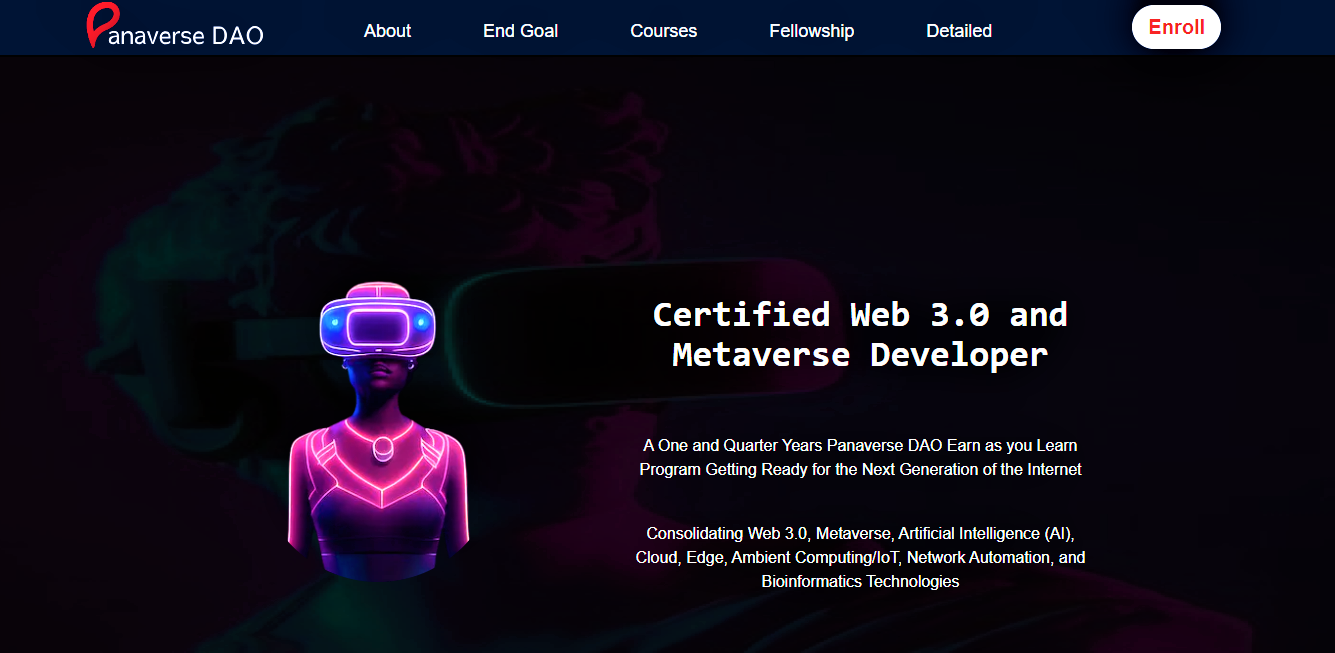 Panaverse DAO About End Goal Courses Fellowship Detailed Enroll
Certified Web 3.0 and
Metaverse Developer
A One and Quarter Years Panaverse DAO Earn as you Learn
Program Getting Ready for the Next Generation of the Internet
Consolidating Web 3.0, Metaverse, Artificial Intelligence (AI),
Cloud, Edge, Ambient Computing/IoT, Network Automation, and
Bioinformatics Technologies